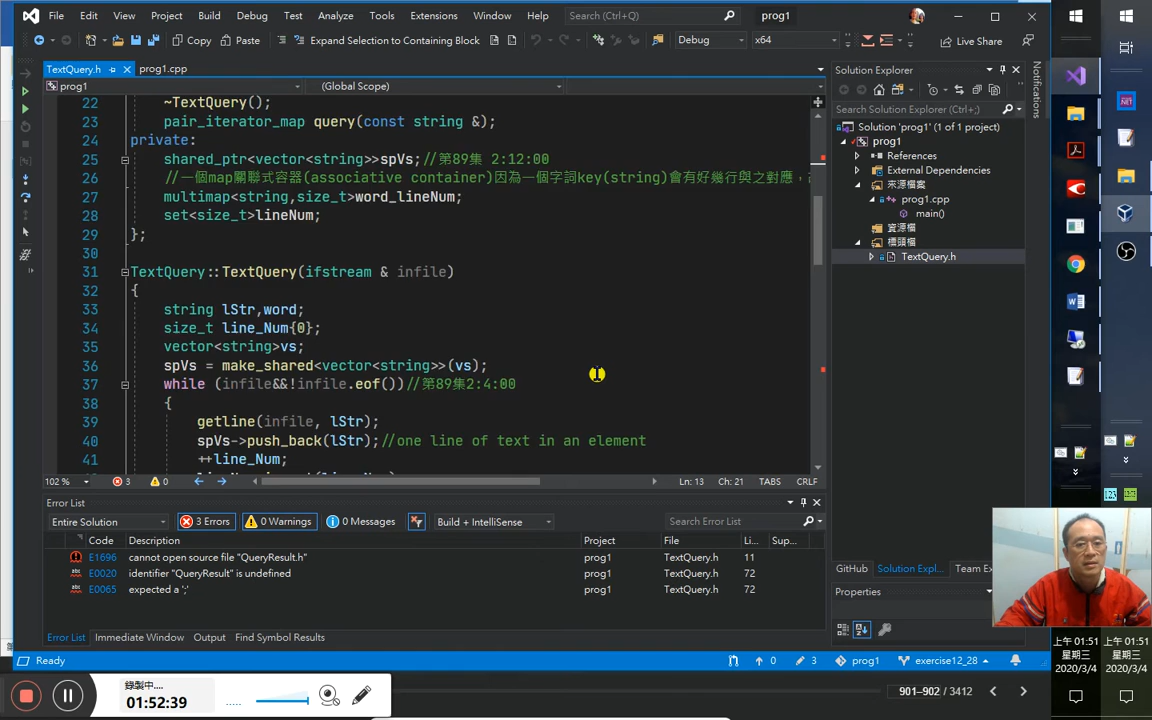 File Edit View Project Build Debug Test Analyze Tools Extensions Window Help Search (Ctrl+Q) prog1
Copy Paste Expand Selection to Containing Block Debug x64 Live Share
TextQuery.h prog1.cpp
prog1 (Global Scope)
22 ~TextQuery();
23 pair_iterator_map query(const string &);
24 private:
25 shared_ptr<vector<string>>spVs;//第89集 2:12:00
26 //一個map關聯式容器(associative container)因為一個字詞key(string)會有好幾行與之對應，
27 multimap<string,size_t>word_lineNum;
28 set<size_t>lineNum;
29 };
30
31 TextQuery::TextQuery(ifstream & infile)
32 {
33 string lStr,word;
34 size_t line_Num{0};
35 vector<string>vs;
36 spVs = make_shared<vector<string>>(vs);
37 while (infile&&!infile.eof())//第89集2:4:00
38 {
39 getline(infile, lStr);
40 spVs->push_back(lStr);//one line of text in an element
41 ++line_Num;
102 % 3 0 Ln: 13 Ch: 21 TABS CRLF
Error List
Entire Solution 3 Errors 0 Warnings 0 Messages Build + IntelliSense Search Error List
Code Description Project File Li... Sup...
E1696 cannot open source file "QueryResult.h" prog1 TextQuery.h 11
E0020 identifier "QueryResult" is undefined prog1 TextQuery.h 72
E0065 expected a ';' prog1 TextQuery.h 72
Error List Immediate Window Output Find Symbol Results
Ready 0 3 prog1 exercise12_28
Solution Explorer
Search Solution Explorer (Ctrl+;)
Solution 'prog1' (1 of 1 project)
prog1
References
External Dependencies
來源檔案
prog1.cpp
main()
資源檔
標頭檔
TextQuery.h
GitHub Solution Expl... Team Ex
Properties
Notifications
.NET
123 123
上午 01:51 上午 01:51
星期三 星期三
2020/3/4 2020/3/4
錄製中....
01:52:39
901–902 / 3412